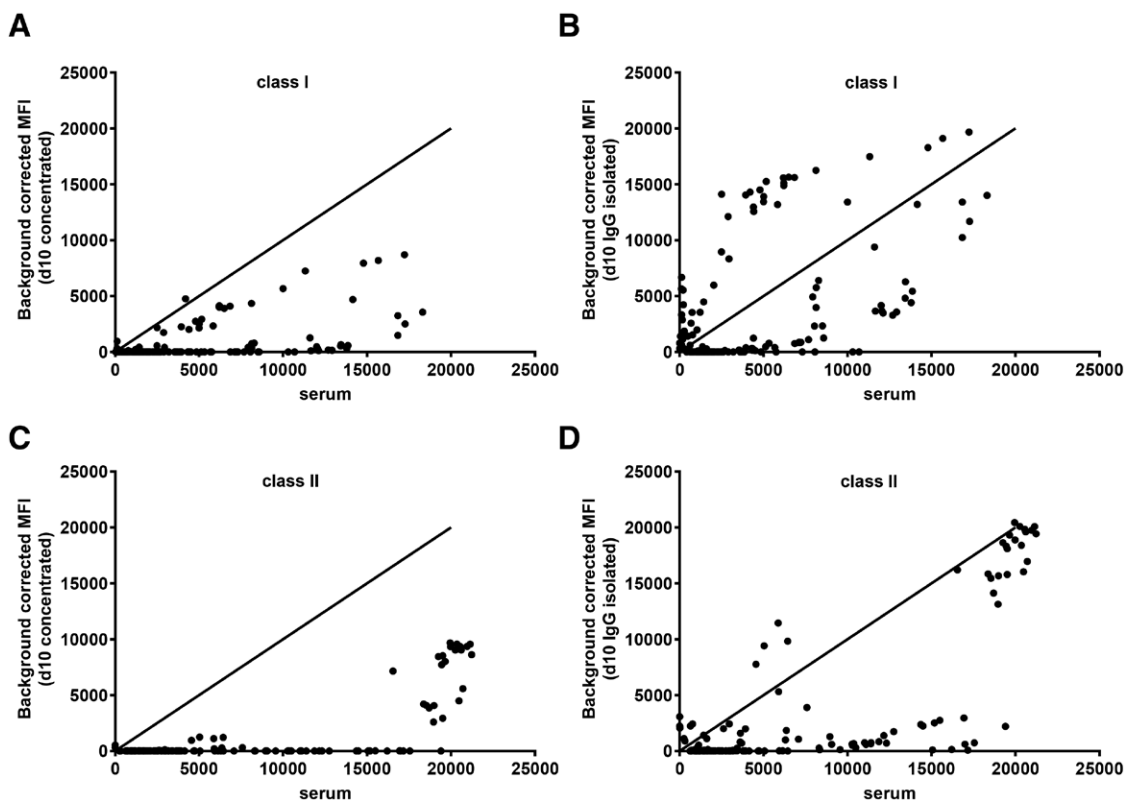 A
class I
Background corrected MFI
(d10 concentrated)
25000
20000
15000
10000
5000
0
0 5000 10000 15000 20000 25000
serum
B
class I
Background corrected MFI
(d10 IgG isolated)
25000
20000
15000
10000
5000
0
0 5000 10000 15000 20000 25000
serum
C
class II
Background corrected MFI
(d10 concentrated)
25000
20000
15000
10000
5000
0
0 5000 10000 15000 20000 25000
serum
D
class II
Background corrected MFI
(d10 IgG isolated)
25000
20000
15000
10000
5000
0
0 5000 10000 15000 20000 25000
serum